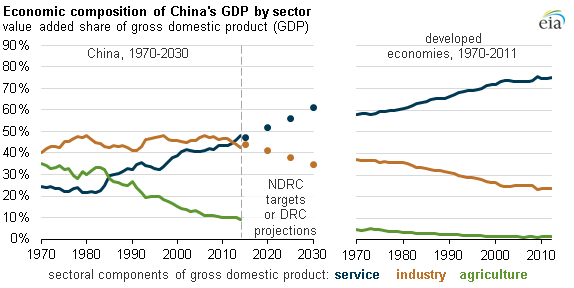 Economic composition of China's GDP by sector
value added share of gross domestic product (GDP)
eia
China, 1970-2030
developed
economies, 1970-2011
90%
80%
70%
60%
50%
40%
30%
20%
10%
0%
NDRC
targets
or DRC
projections
1970 1980 1990 2000 2010 2020 2030
1970 1980 1990 2000 2010
sectoral components of gross domestic product: service industry agriculture